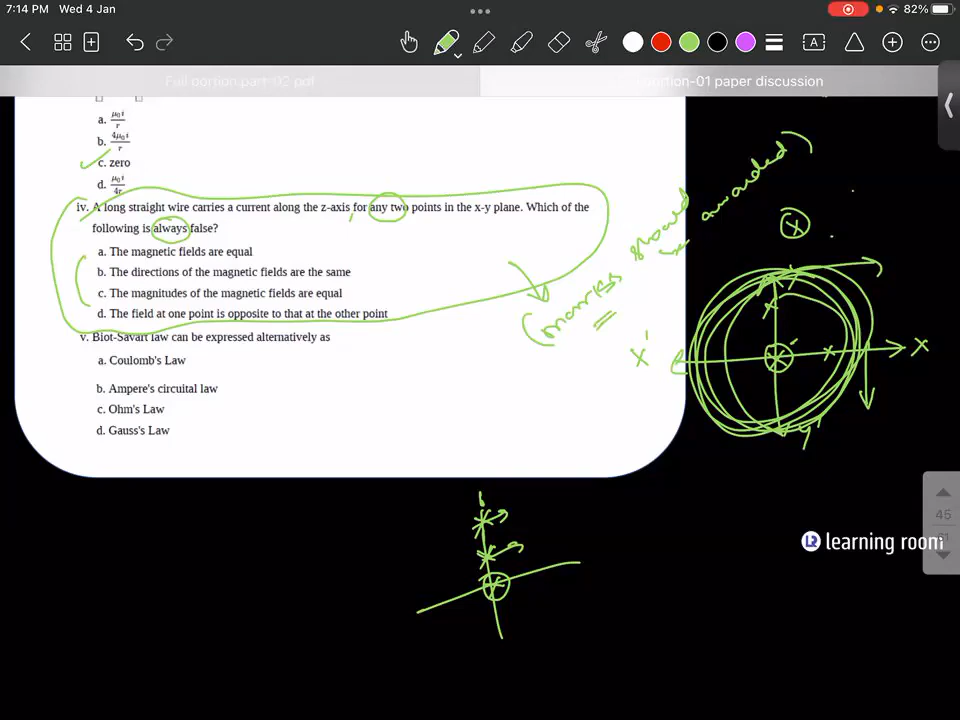 7:14 PM Wed 4 Jan
82%
A
Full portion part-02 pdf
paper discussion
a. μ₀i/r
b. 4μ₀i/r
c. zero
d. μ₀i/4r
iv. A long straight wire carries a current along the z-axis for any two points in the x-y plane. Which of the
following is always false?
a. The magnetic fields are equal
b. The directions of the magnetic fields are the same
c. The magnitudes of the magnetic fields are equal
d. The field at one point is opposite to that at the other point
v. Biot-Savart law can be expressed alternatively as
a. Coulomb's Law
b. Ampere's circuital law
c. Ohm's Law
d. Gauss's Law
(marks should be awarded)
X'
X
Y
Y'
45
LR learning room